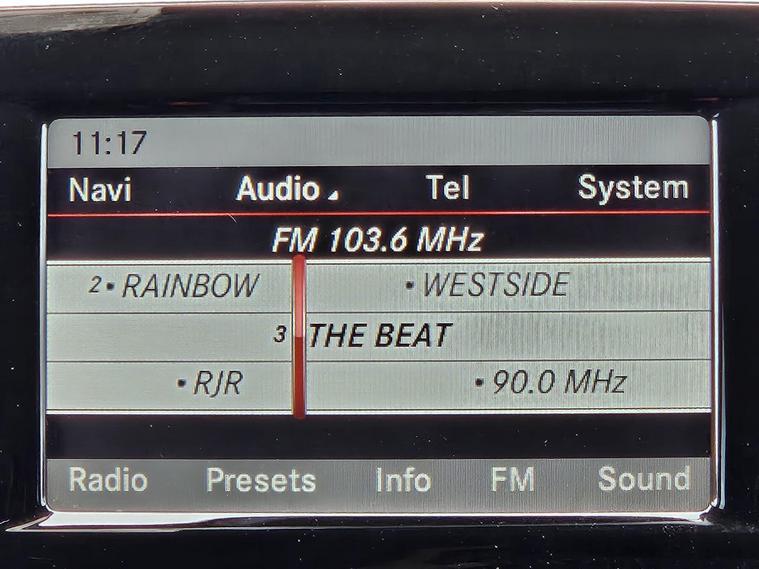 11:17
Navi Audio Tel System
FM 103.6 MHz
2 • RAINBOW • WESTSIDE
3 THE BEAT
• RJR • 90.0 MHz
Radio Presets Info FM Sound